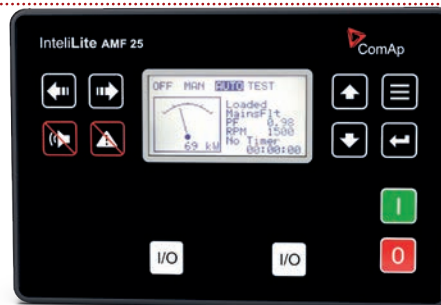 InteliLite AMF 25
ComAp
OFF MAN AUTO TEST
Loaded
MainsFlt
PF 0.98
RPM 1500
No Timer
69 kW
00:00:00
I
0
I/O
I/O